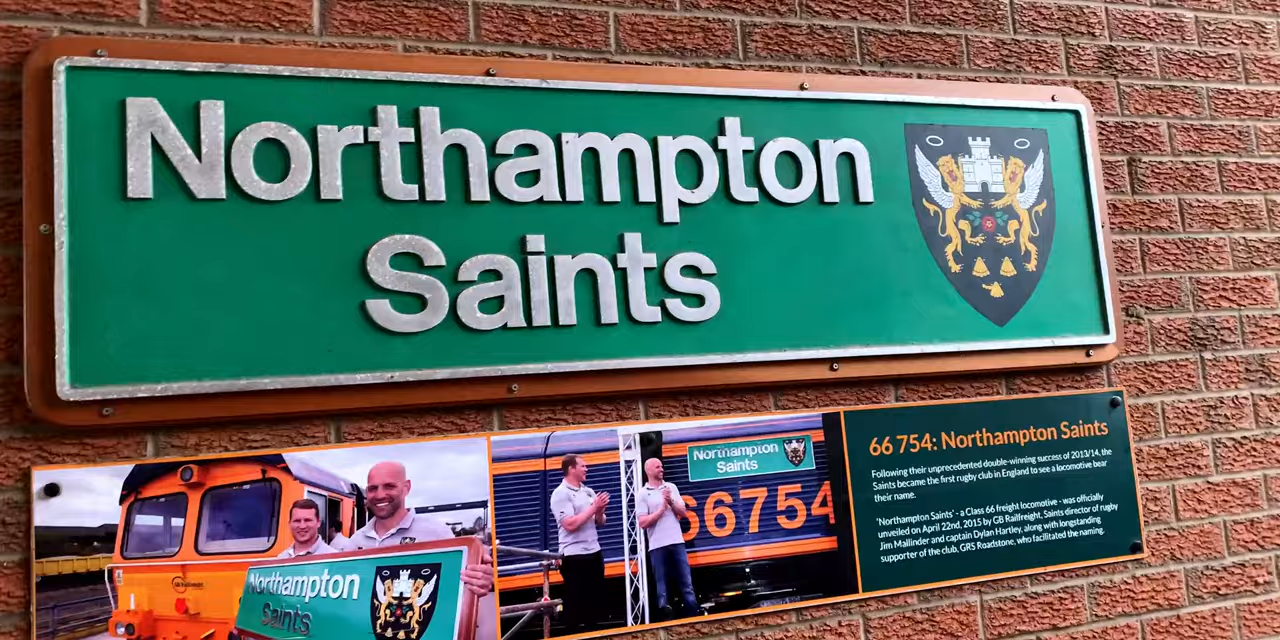 Northampton
Saints
66 754: Northampton Saints
Following their unprecedented double-winning success of 2013/14, the
Saints became the first rugby club in England to see a locomotive bear
their name.
'Northampton Saints' - a Class 66 freight locomotive - was officially
unveiled on April 22nd, 2015 by GB Railfreight, Saints director of rugby
Jim Mallinder and captain Dylan Hartley, along with longstanding
supporter of the club, GRS Roadstone, who facilitated the naming.
Northampton
Saints
66754
Northampton
Saints